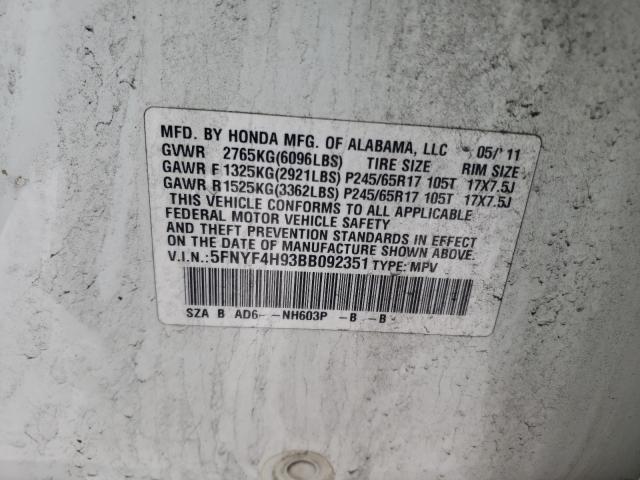 MFD. BY HONDA MFG. OF ALABAMA, LLC 05/'11
GVWR 2765KG(6096LBS) TIRE SIZE RIM SIZE
GAWR F 1325KG(2921LBS) P245/65R17 105T 17X7.5J
GAWR R1525KG(3362LBS) P245/65R17 105T 17X7.5J
THIS VEHICLE CONFORMS TO ALL APPLICABLE
FEDERAL MOTOR VEHICLE SAFETY
AND THEFT PREVENTION STANDARDS IN EFFECT
ON THE DATE OF MANUFACTURE SHOWN ABOVE.
V.I.N.: 5FNYF4H93BB092351 TYPE: MPV
SZA B AD6- -NH603P -B -B